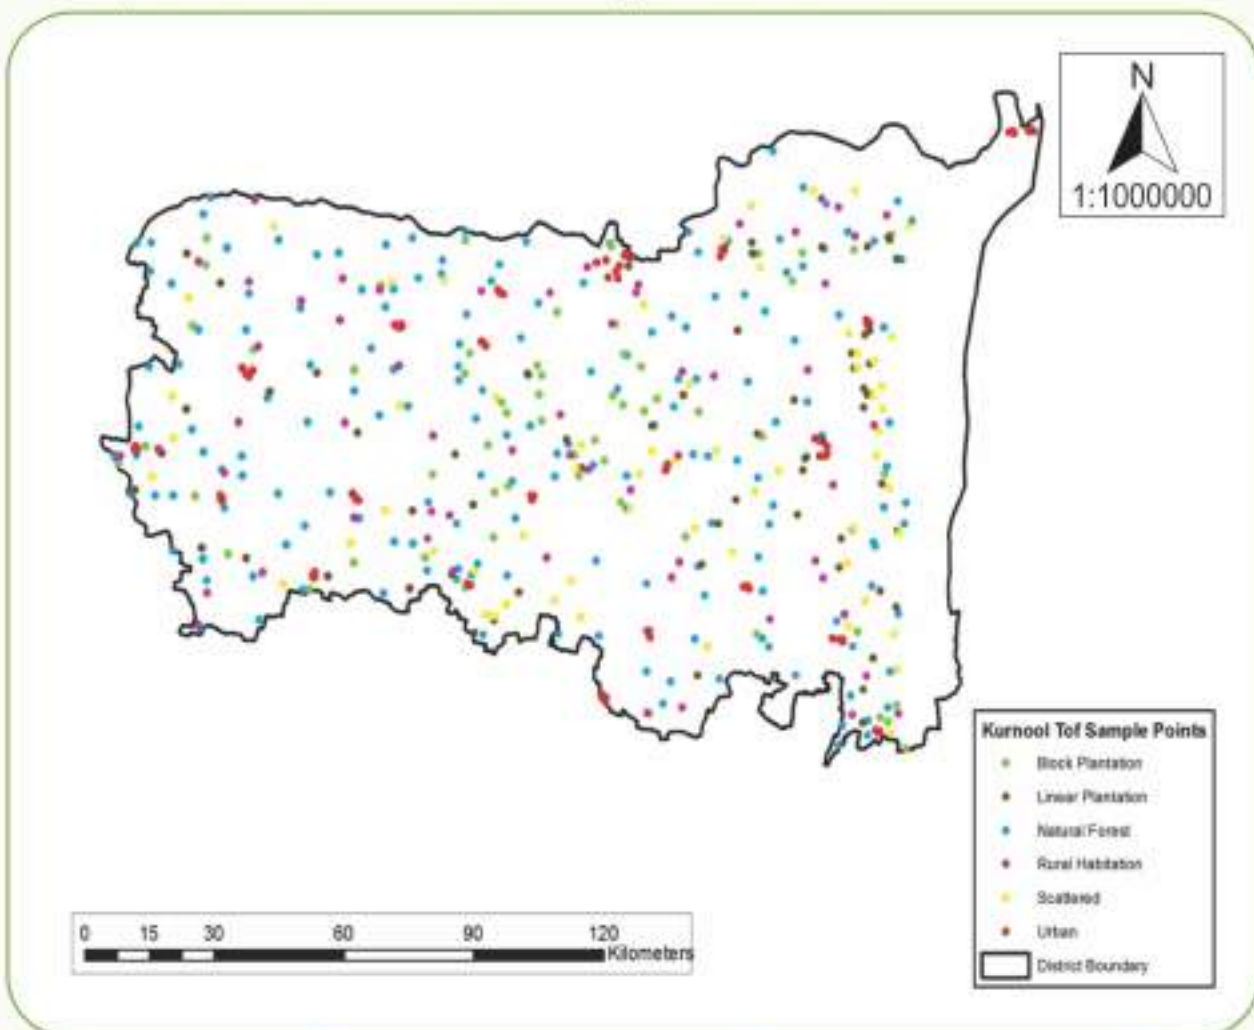 N
1:1000000
Kurnool Tof Sample Points
Block Plantation
Linear Plantation
Natural Forest
Rural Habitation
Scattered
Urban
District Boundary
0 15 30 60 90 120
Kilometers